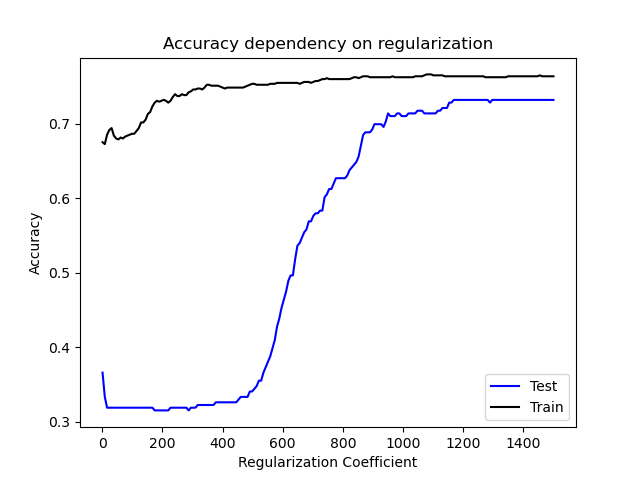 Accuracy dependency on regularization
0.7
0.6
0.5
0.4
0.3
Accuracy
0 200 400 600 800 1000 1200 1400
Regularization Coefficient
Test
Train